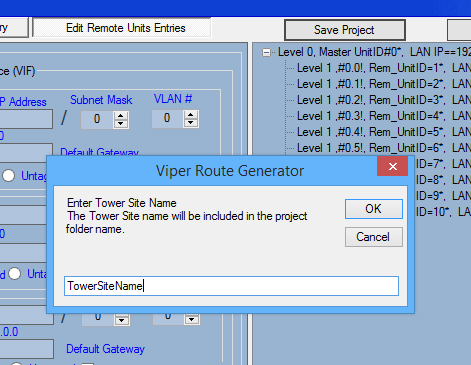 ry
Edit Remote Units Entries
Save Project
ce (VIF)
P Address
Subnet Mask
VLAN #
/
0
0
0
Default Gateway
Untag
Level 0, Master UnitID#0*, LAN IP==192
Level 1 ,#0.0!, Rem_UnitID=1*, LAN
Level 1 ,#0.1!, Rem_UnitID=2*, LAN
Level 1 ,#0.2!, Rem_UnitID=3*, LAN
Level 1 ,#0.3!, Rem_UnitID=4*, LAN
Level 1 ,#0.4!, Rem_UnitID=5*, LAN
Level 1 ,#0.5!, Rem_UnitID=6*, LAN
D=7*, LAN
D=8*, LAN
D=9*, LAN
D=10*, LAN
Viper Route Generator
Enter Tower Site Name
The Tower Site name will be included in the project
folder name.
OK
Cancel
TowerSiteName
0
d
Unta
/
0
0
.0.0
Default Gateway